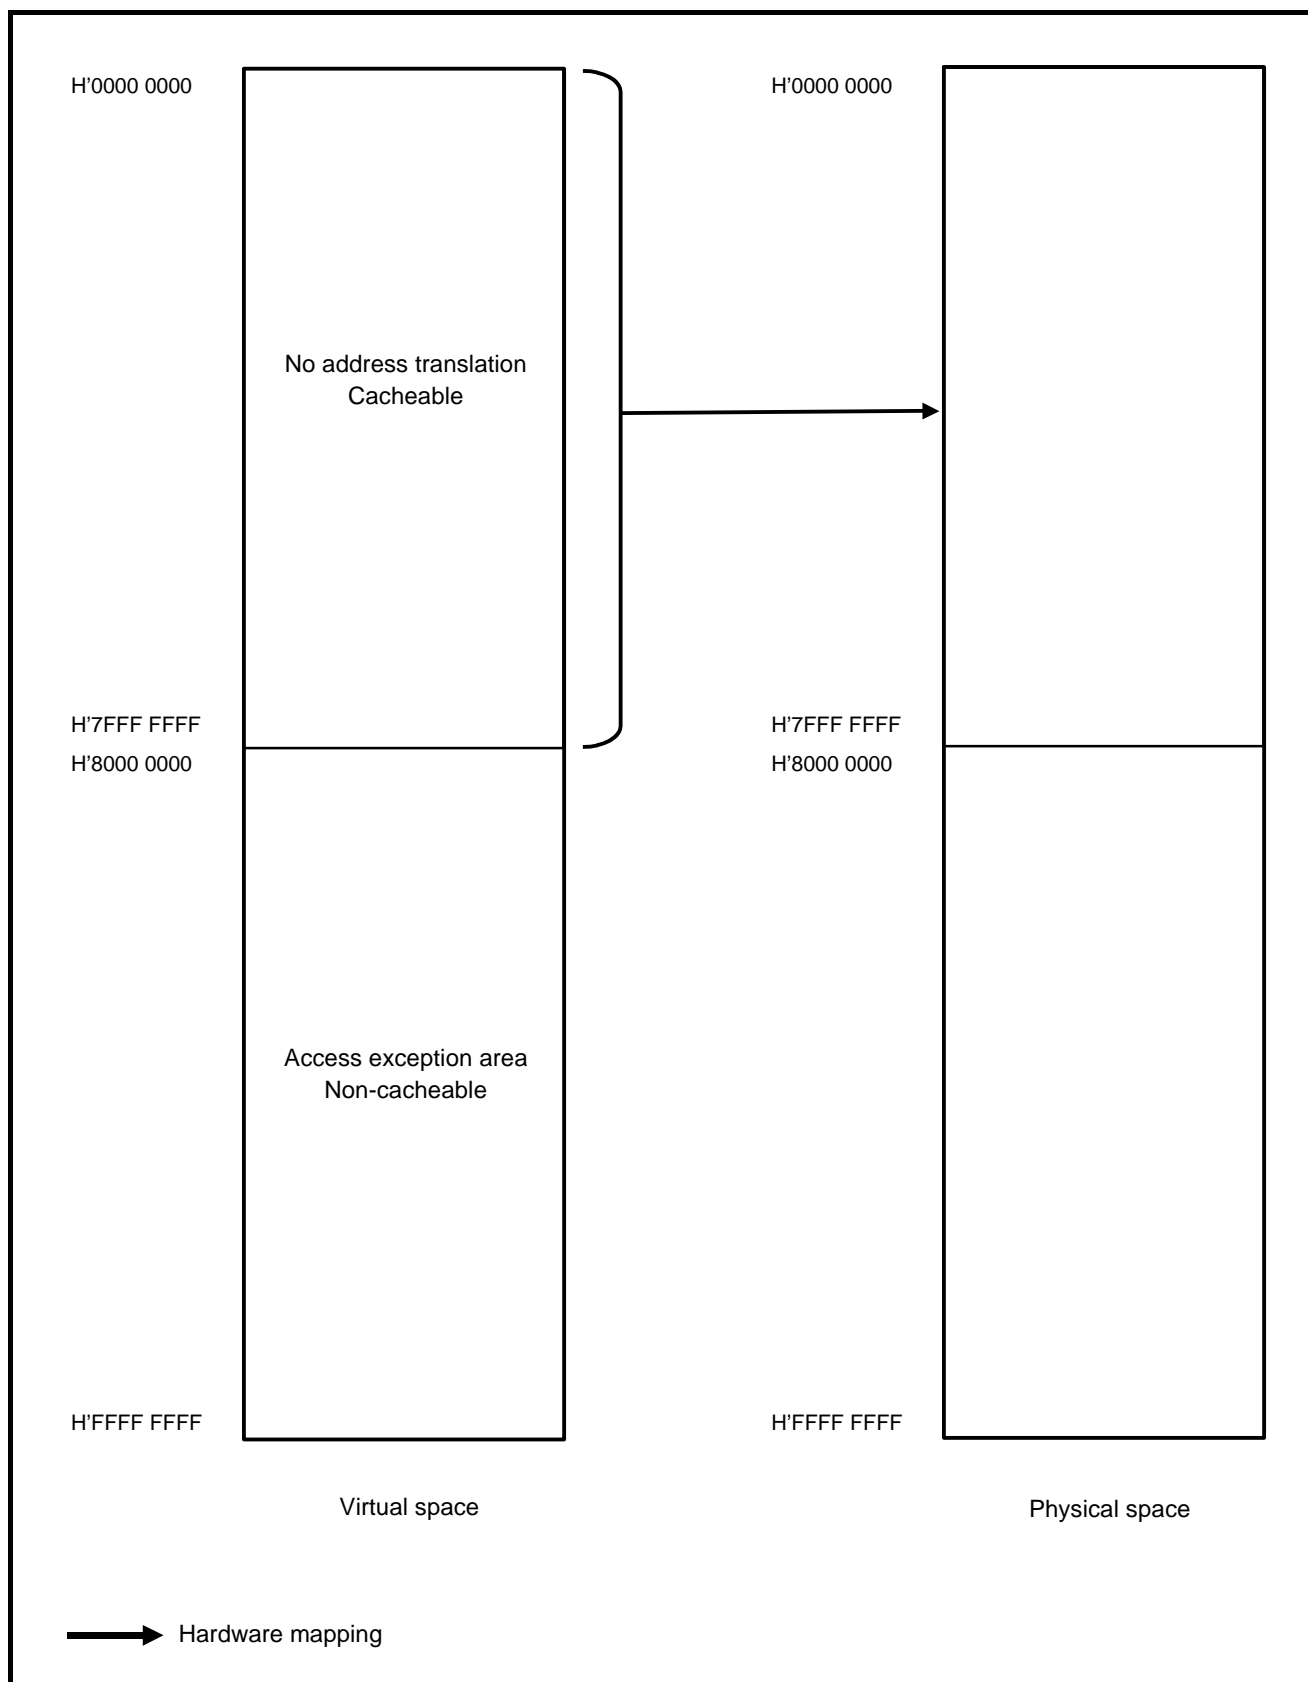 H’0000 0000
H’0000 0000
No address translation
Cacheable
H’7FFF FFFF
H’7FFF FFFF
H’8000 0000
H’8000 0000
Access exception area
Non-cacheable
H’FFFF FFFF
H’FFFF FFFF
Virtual space
Physical space
Hardware mapping